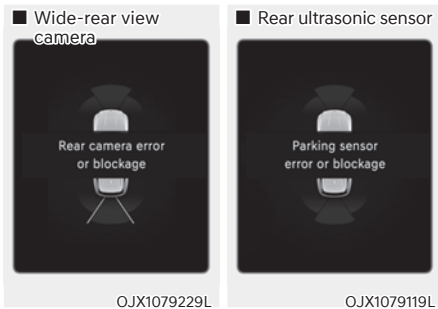 ■ Wide-rear view
camera
Rear camera error
or blockage
OJX1079229L
■ Rear ultrasonic sensor
Parking sensor
error or blockage
OJX1079119L